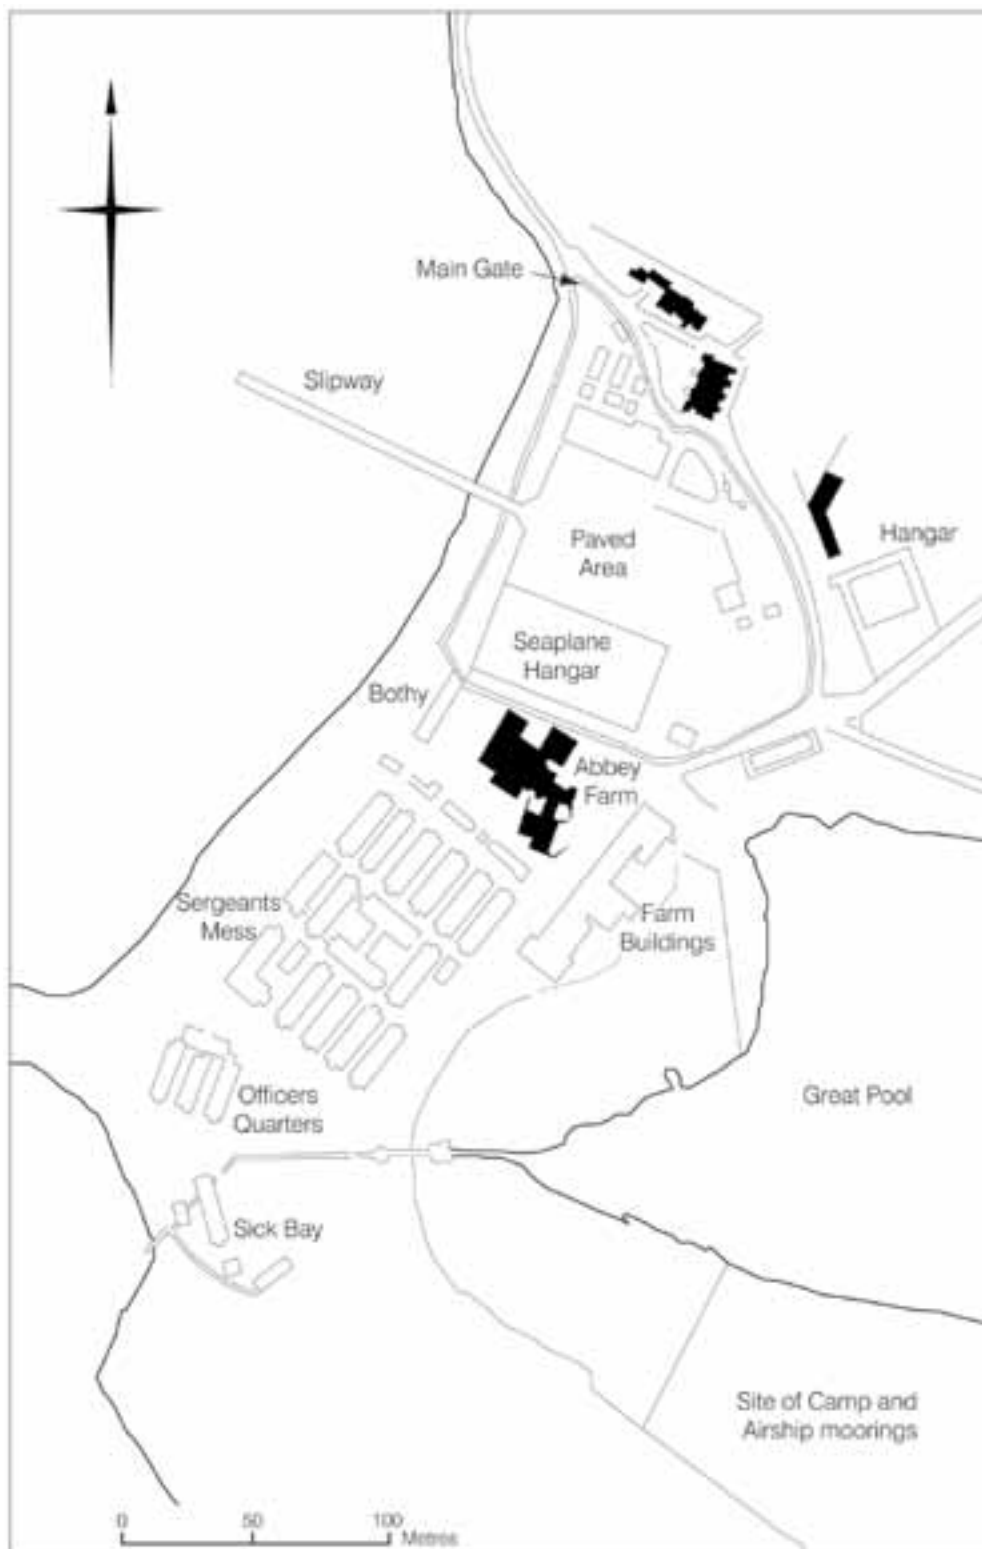 Main Gate
Slipway
Hangar
Paved
Area
Seaplane
Hangar
Bothy
Abbey
Farm
Sergeants
Mess
Farm
Buildings
Officers
Quarters
Great Pool
Sick Bay
Site of Camp and
Airship moorings
0 50 100
Metres